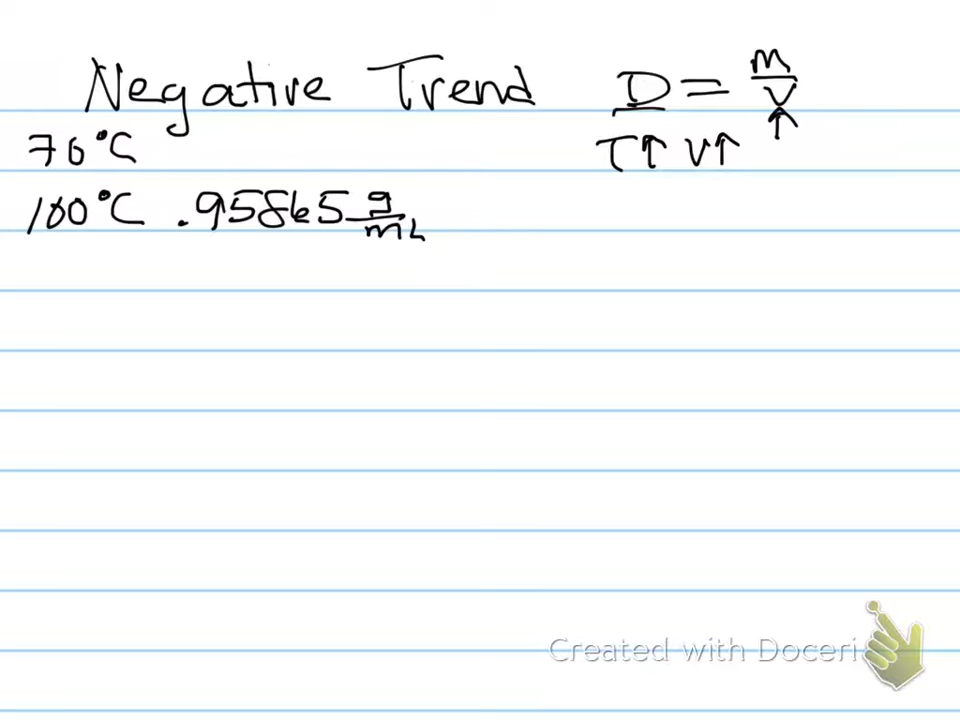 Negative Trend D = m/V
70°C T↑ V↑ ↑
100°C .95865 g/mL
Created with Doceri